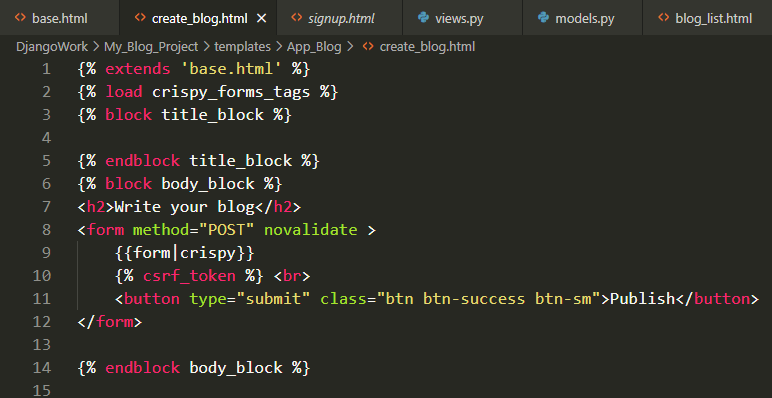 base.html create_blog.html × signup.html views.py models.py blog_list.html
DjangoWork > My_Blog_Project > templates > App_Blog > create_blog.html
1 {% extends 'base.html' %}
2 {% load crispy_forms_tags %}
3 {% block title_block %}
4
5 {% endblock title_block %}
6 {% block body_block %}
7 <h2>Write your blog</h2>
8 <form method="POST" novalidate >
9     {{form|crispy}}
10     {% csrf_token %} <br>
11     <button type="submit" class="btn btn-success btn-sm">Publish</button>
12 </form>
13
14 {% endblock body_block %}
15